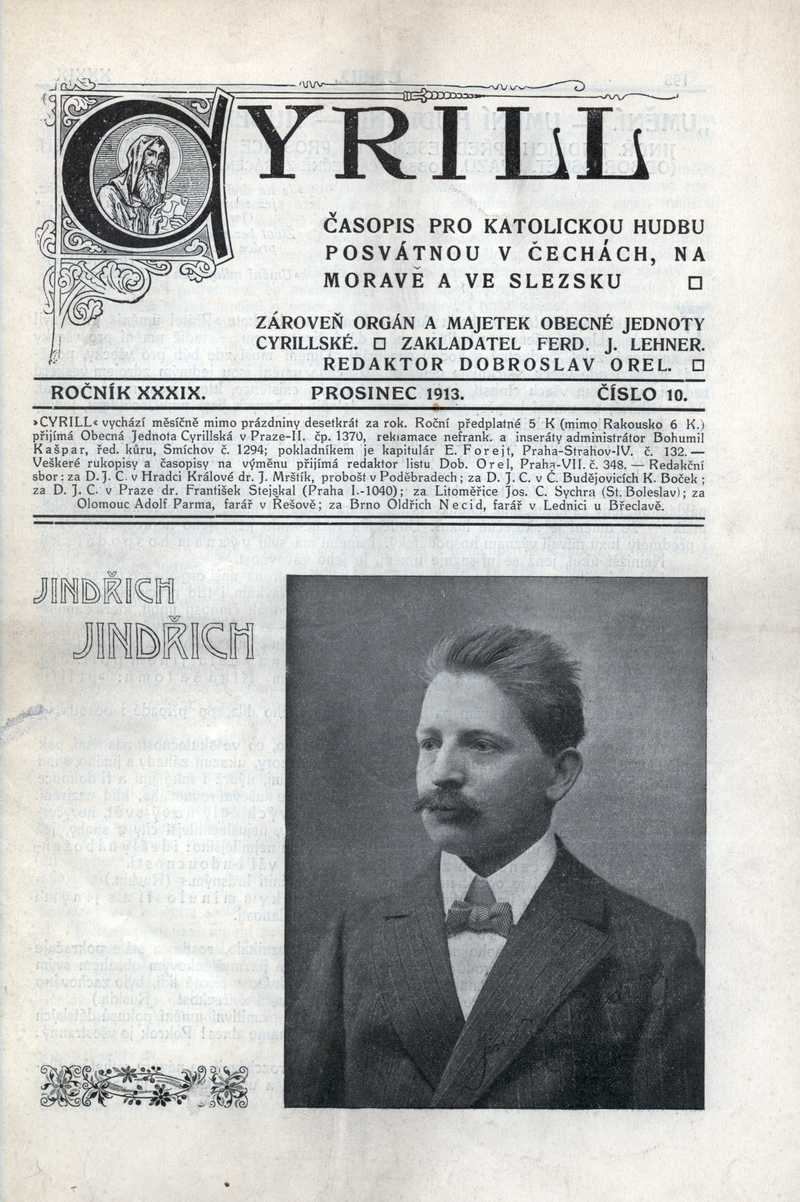 CYRILL
ČASOPIS PRO KATOLICKOU HUDBU
POSVÁTNOU V ČECHÁCH, NA
MORAVĚ A VE SLEZSKU
ZÁROVEŇ ORGÁN A MAJETEK OBECNÉ JEDNOTY
CYRILLSKÉ. □ ZAKLADATEL FERD. J. LEHNER.
REDAKTOR DOBROSLAV OREL. □
ROČNÍK XXXIX. PROSINEC 1913. ČÍSLO 10.
»CYRILL« vychází měsíčně mimo prázdniny desetkrát za rok. Roční předplatné 5 K (mimo Rakousko 6 K.)
přijímá Obecná Jednota Cyrillská v Praze-II. čp. 1370, reklamace nefrank. a inseráty administrátor Bohumil
Kašpar, řed. kůru, Smíchov č. 1294; pokladníkem je kapitulár E. Forejt, Praha-Strahov-IV. č. 132. —
Veškeré rukopisy a časopisy na výměnu přijímá redaktor listu Dob. Orel, Praha-VII. č. 348. — Redakční
sbor: za D. J. C. v Hradci Králové dr. J. Mrštík, probošt v Poděbradech; za D. J. C. v Č. Budějovicích K. Boček;
za D. J. C. v Praze dr. František Stejskal (Praha I.-1040); za Litoměřice Jos. C. Sychra (St. Boleslav); za
Olomouc Adolf Parma, farář v Řešově; za Brno Oldřich Necid, farář v Lednici u Břeclavě.
JINDŘICH
JINDŘICH